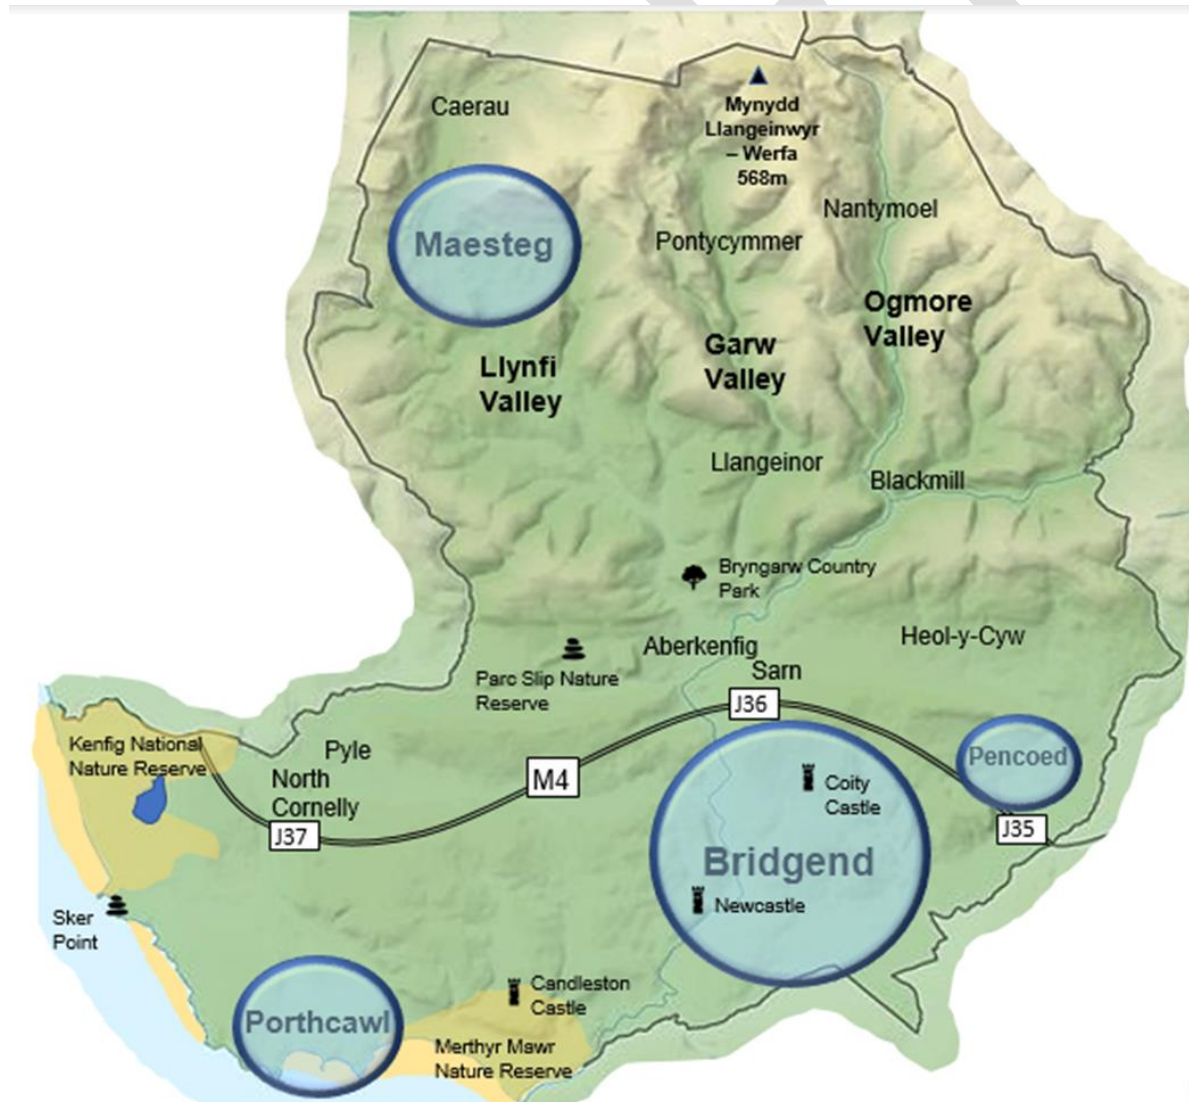 Caerau
Mynydd
Llangeinwyr
– Werfa
568m
Maesteg
Nantymoel
Pontycymmer
Ogmore
Valley
Garw
Valley
Llynfi
Valley
Llangeinor
Blackmill
Bryngarw Country
Park
Aberkenfig
Heol-y-Cyw
Sarn
Parc Slip Nature
Reserve
J36
Kenfig National
Nature Reserve
Pyle
North
Cornelly
M4
Pencoed
Coity
Castle
J37
J35
Bridgend
Newcastle
Sker
Point
Candleston
Castle
Porthcawl
Merthyr Mawr
Nature Reserve